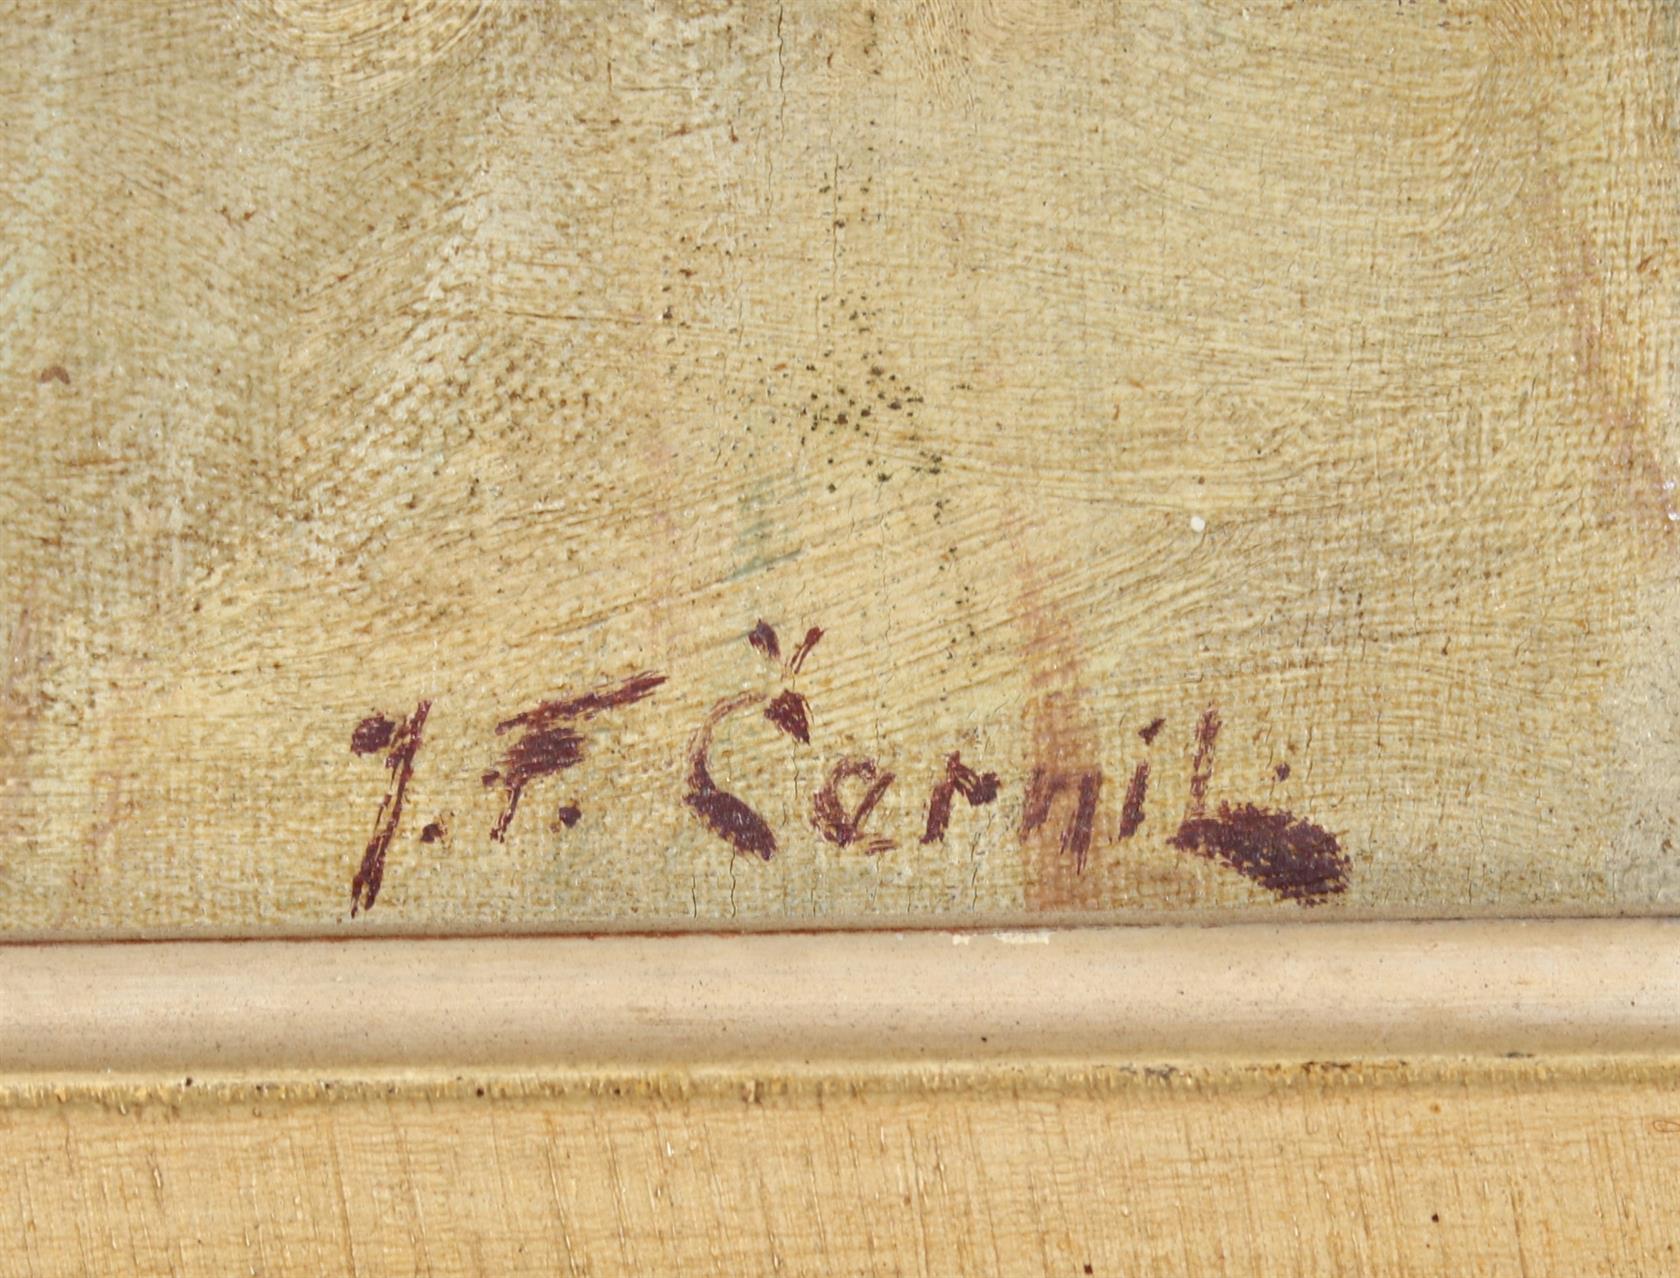 J. F. Černil